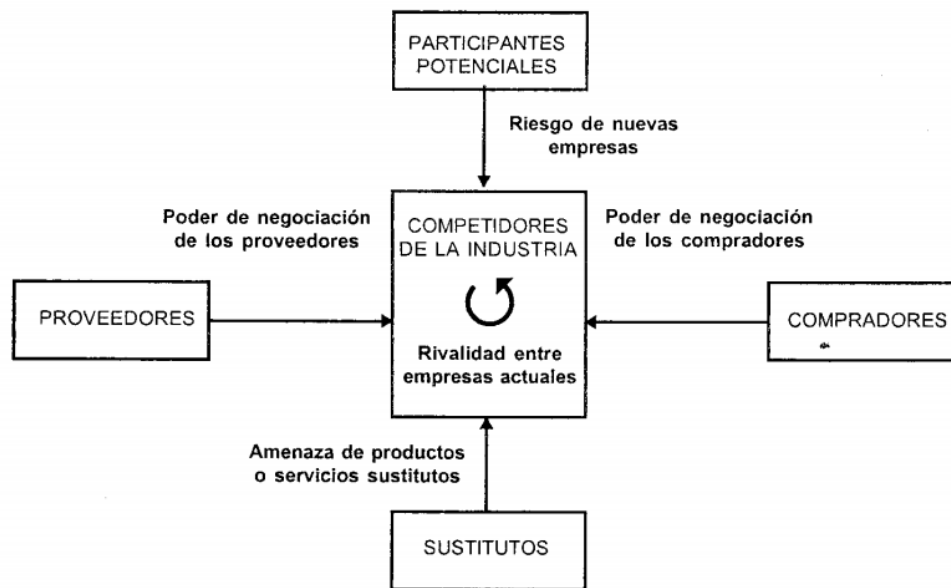 PARTICIPANTES
POTENCIALES
Riesgo de nuevas
empresas
Poder de negociación
de los proveedores
COMPETIDORES
DE LA INDUSTRIA
Poder de negociación
de los compradores
PROVEEDORES
Rivalidad entre
empresas actuales
COMPRADORES
Amenaza de productos
o servicios sustitutos
SUSTITUTOS